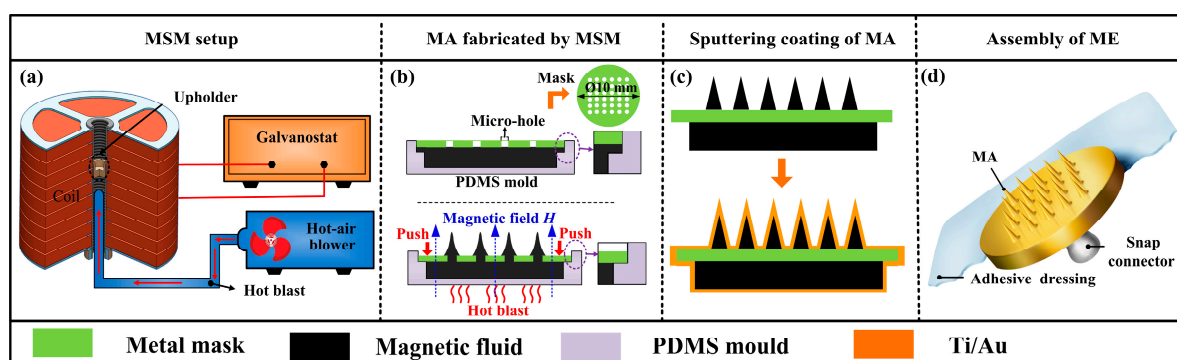 MSM setup
MA fabricated by MSM
Sputtering coating of MA
Assembly of ME
(a)
Upholder
Galvanostat
Coil
Hot-air
blower
Hot blast
(b)
Mask
Ø10 mm
Micro-hole
PDMS mold
Magnetic field H
Push
Push
Hot blast
(c)
(d)
MA
Snap
connector
Adhesive dressing
Metal mask
Magnetic fluid
PDMS mould
Ti/Au